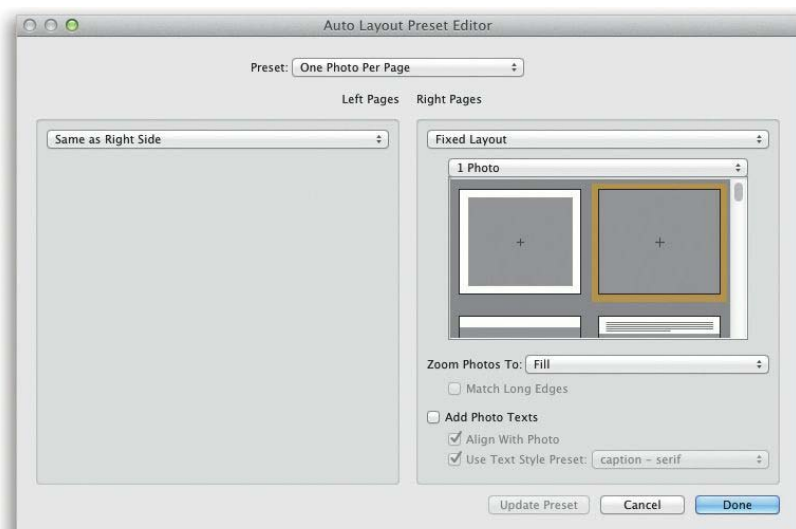 Auto Layout Preset Editor
Preset: One Photo Per Page
Left Pages Right Pages
Same as Right Side
Fixed Layout
1 Photo
Zoom Photos To: Fill
Match Long Edges
Add Photo Texts
Align With Photo
Use Text Style Preset: caption - serif
Update Preset Cancel Done